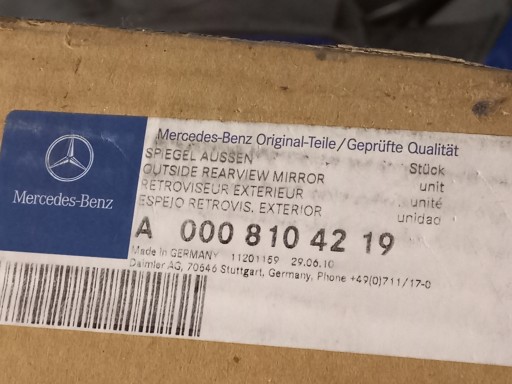 Mercedes-Benz Original-Teile/Geprüfte Qualität
SPIEGEL AUSSEN Stück
OUTSIDE REARVIEW MIRROR unit
RETROVISEUR EXTERIEUR unité
ESPEJO RETROVIS. EXTERIOR unidad
Mercedes-Benz
A 000 810 42 19
Made in GERMANY 11201159 29.06.10
Daimler AG, 70546 Stuttgart, Germany, Phone +49(0)711/17-0